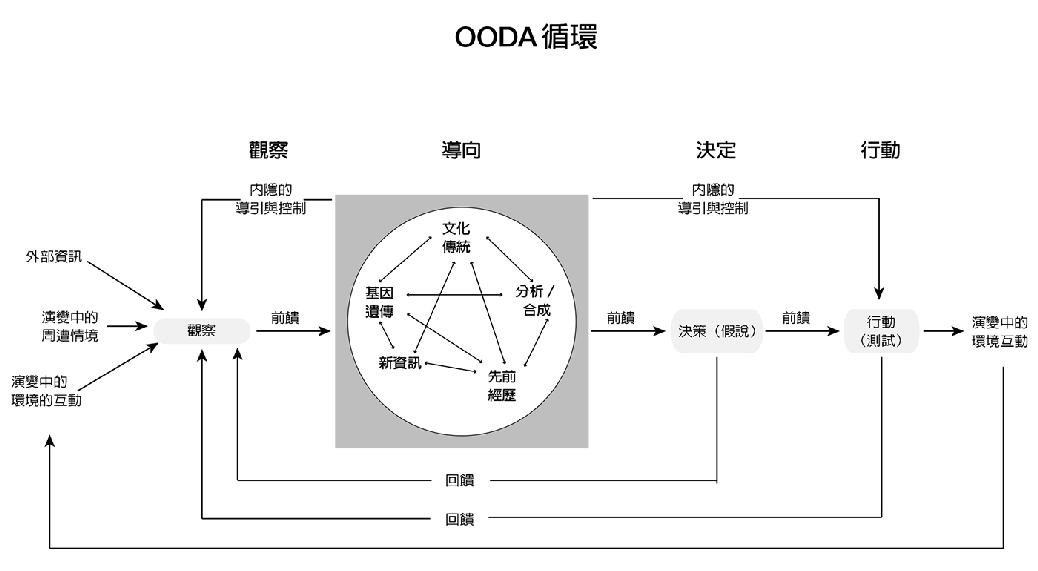 OODA 循環
觀察
導向
決定
行動
內隱的
導引與控制
內隱的
導引與控制
外部資訊
演變中的
周遭情境
演變中的
環境的互動
觀察
前饋
文化
傳統
基因
遺傳
分析 /
合成
新資訊
先前
經歷
前饋
決策（假說）
前饋
行動
（測試）
演變中的
環境互動
回饋
回饋